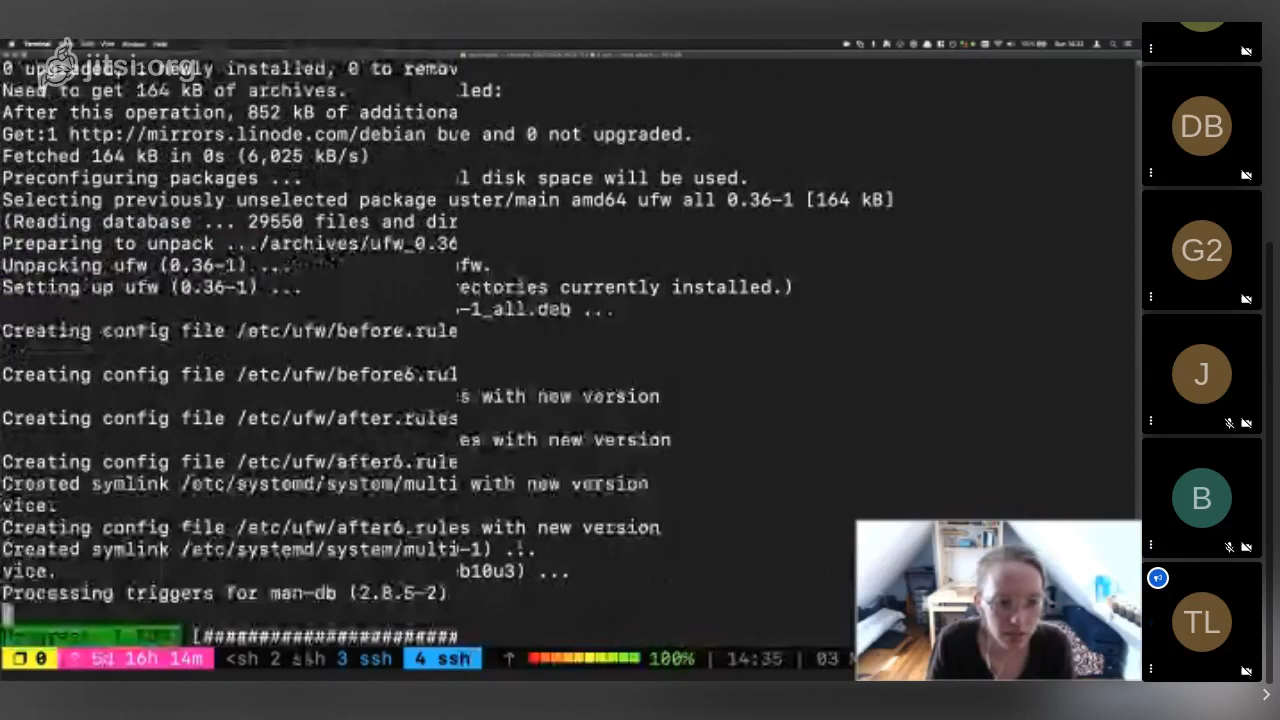 jitsi.org
0 upgraded, 1 newly installed, 0 to remov
Need to get 164 kB of archives. led:
After this operation, 852 kB of additiona
Get:1 http://mirrors.linode.com/debian bue and 0 not upgraded.
Fetched 164 kB in 0s (6,025 kB/s)
Preconfiguring packages ... l disk space will be used.
Selecting previously unselected package uster/main amd64 ufw all 0.36-1 [164 kB]
(Reading database ... 29550 files and dir
Preparing to unpack .../archives/ufw_0.36
Unpacking ufw (0.36-1) ... fw.
Setting up ufw (0.36-1) ... ectories currently installed.)
-1_all.deb ...
Creating config file /etc/ufw/before.rule
Creating config file /etc/ufw/before6.rul
s with new version
Creating config file /etc/ufw/after.rules
es with new version
Creating config file /etc/ufw/after6.rule
Created symlink /etc/systemd/system/multi with new version
vice.
Creating config file /etc/ufw/after6.rules with new version
Created symlink /etc/systemd/system/multi-1) ...
vice. b10u3) ...
Processing triggers for man-db (2.8.5-2)
[#######################
0 ↑ 5d 16h 14m <sh 2 ssh 3 ssh 4 ssh ↑ 100% | 14:35 | 03
DB
G2
J
B
TL